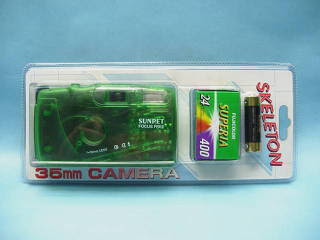 SUNPET
FOCUS FREE
35mm CAMERA
FUJICOLOR
SUPERIA
24
400
SKELETON